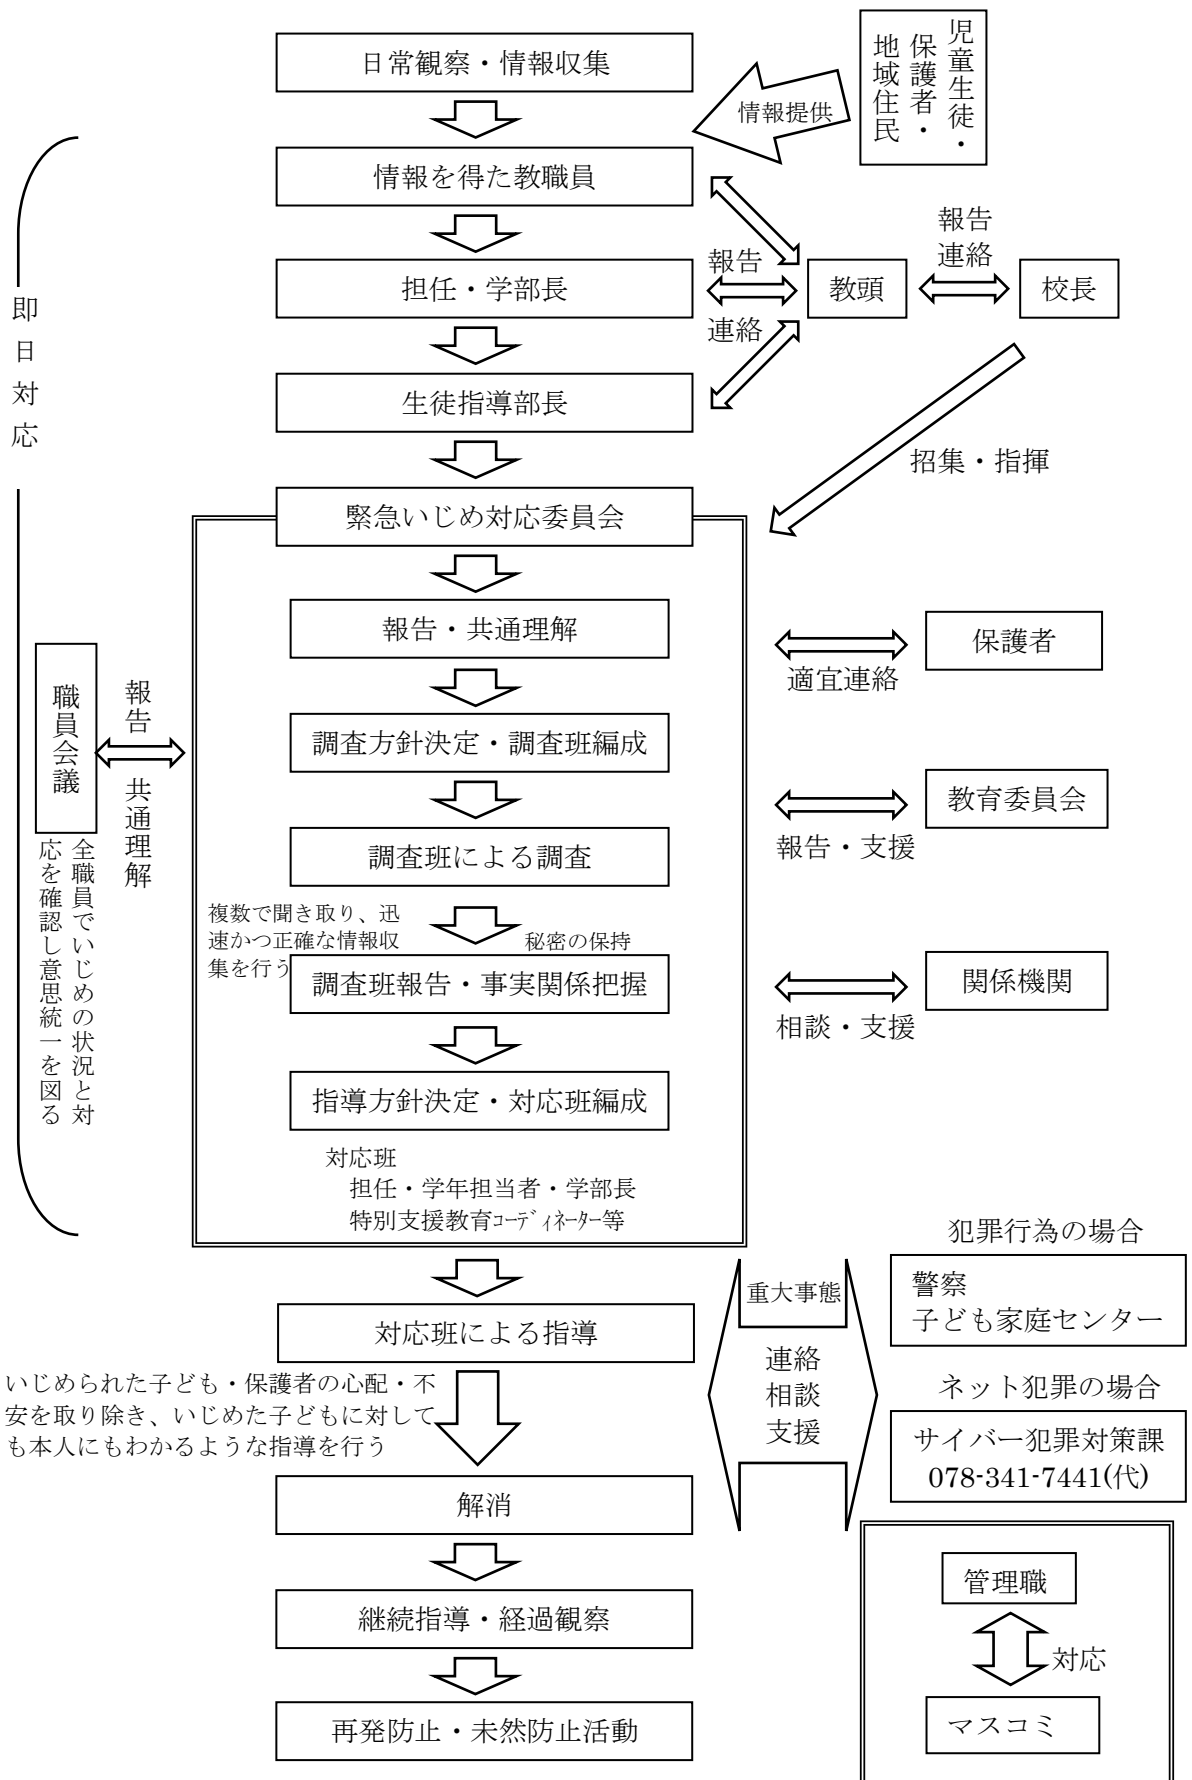 日常観察・情報収集
児童生徒・
保護者・
地域住民
情報提供
情報を得た教職員
担任・学部長
報告
連絡
教頭
報告
連絡
校長
生徒指導部長
招集・指揮
即日対応
緊急いじめ対応委員会
報告・共通理解
保護者
適宜連絡
調査方針決定・調査班編成
職員会議
報告
共通理解
全職員でいじめの状況と対
応を確認し意思統一を図る
教育委員会
報告・支援
調査班による調査
複数で聞き取り、迅
速かつ正確な情報収
集を行う
秘密の保持
調査班報告・事実関係把握
関係機関
相談・支援
指導方針決定・対応班編成
対応班
担任・学年担当者・学部長
特別支援教育ｺｰﾃﾞｨﾈｰﾀｰ等
対応班による指導
重大事態
連絡
相談
支援
犯罪行為の場合
警察
子ども家庭センター
ネット犯罪の場合
サイバー犯罪対策課
078-341-7441(代)
いじめられた子ども・保護者の心配・不
安を取り除き、いじめた子どもに対して
も本人にもわかるような指導を行う
解消
継続指導・経過観察
再発防止・未然防止活動
管理職
対応
マスコミ